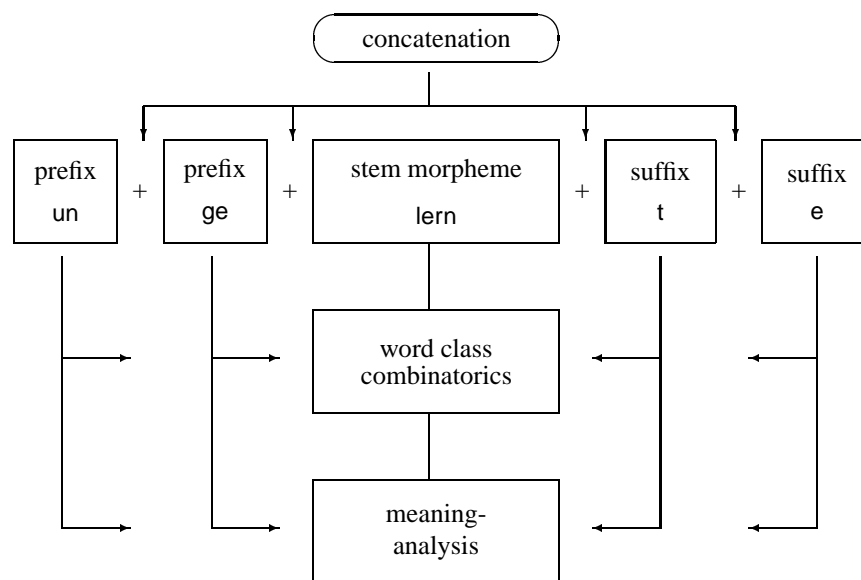 concatenation
prefix + prefix + stem morpheme + suffix + suffix
un ge lern t e
word class
combinatorics
meaning-
analysis